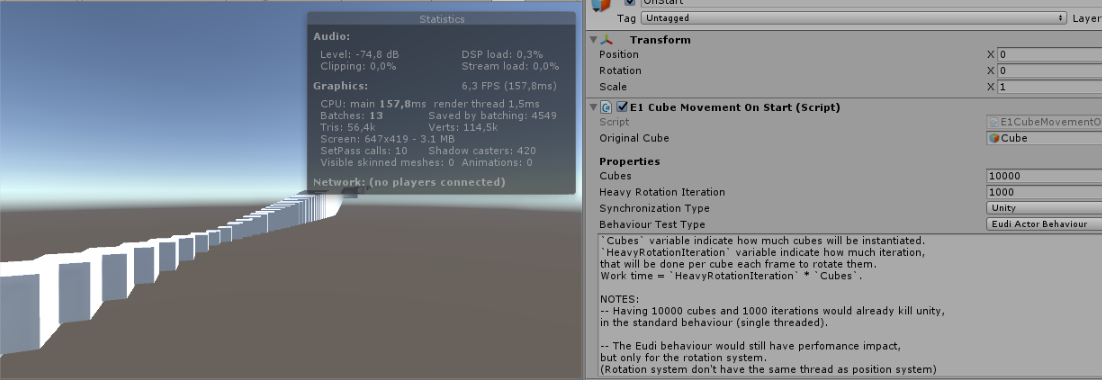 Statistics
Audio:
Level: -74,8 dB DSP load: 0,3%
Clipping: 0,0% Stream load: 0,0%
Graphics: 6,3 FPS (157,8ms)
CPU: main 157,8ms render thread 1,5ms
Batches: 13 Saved by batching: 4549
Tris: 56,4k Verts: 114,5k
Screen: 647x419 - 3.1 MB
SetPass calls: 10 Shadow casters: 420
Visible skinned meshes: 0 Animations: 0
Network: (no players connected)
OnStart
Tag Untagged Layer
Transform
Position X 0
Rotation X 0
Scale X 1
E1 Cube Movement On Start (Script)
Script E1CubeMovementO
Original Cube Cube
Properties
Cubes 10000
Heavy Rotation Iteration 1000
Synchronization Type Unity
Behaviour Test Type Eudi Actor Behaviour
`Cubes` variable indicate how much cubes will be instantiated.
`HeavyRotationIteration` variable indicate how much iteration,
that will be done per cube each frame to rotate them.
Work time = `HeavyRotationIteration` * `Cubes`.
NOTES:
-- Having 10000 cubes and 1000 iterations would already kill unity,
in the standard behaviour (single threaded).
-- The Eudi behaviour would still have perfomance impact,
but only for the rotation system.
(Rotation system don't have the same thread as position system)